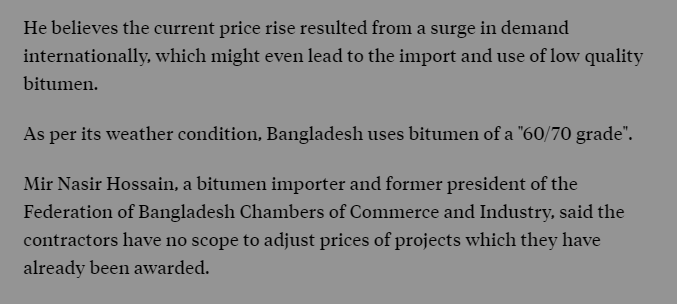 He believes the current price rise resulted from a surge in demand
internationally, which might even lead to the import and use of low quality
bitumen.
As per its weather condition, Bangladesh uses bitumen of a "60/70 grade".
Mir Nasir Hossain, a bitumen importer and former president of the
Federation of Bangladesh Chambers of Commerce and Industry, said the
contractors have no scope to adjust prices of projects which they have
already been awarded.